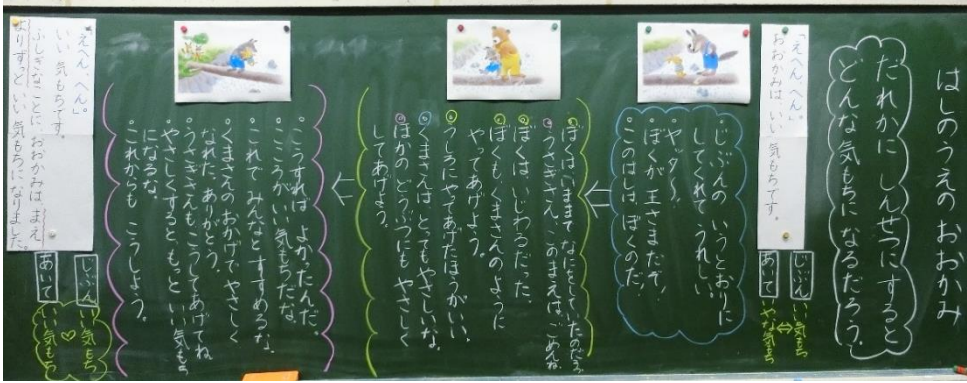 はしのうえの おおかみ
だれかに しんせつにすると
どんな気もちになるだろう。
「えへん、へん。」
おおかみは いい 気もちです。
じぶん いい気もち
あいて やな気もち
じぶんの いうとおりに
してくれて うれしい。
ヤッター。
ぼくが 王さまだぞ。
このはしは ぼくのだ。
ぼくは いままで なにをしていたのだろう
うさぎさん、このまえは、ごめんね
ぼくは、いじわるだった
ぼくも くまさんのように
やってあげよう。
うしろにやってあげたほうがいい。
くまさんは とってもやさしいな。
ほかの どうぶつにも やさしく
してあげよう。
こうすれば よかったんだ。
こころが いい気もちだな。
これで みんなと すすめるな。
くまさんのおかげで やさしく
なれた。ありがとう。
うさぎさんも こうしてあげてね
やさしくすると、もっと いい 気もち
になるな。
これからも こうしよう。
「えへん、へん。」
いい 気もちです。
ふしぎなことに、おおかみは、まえ
よりずっと いい 気もちになりました。
じぶん いい気もち
あいて いい気もち